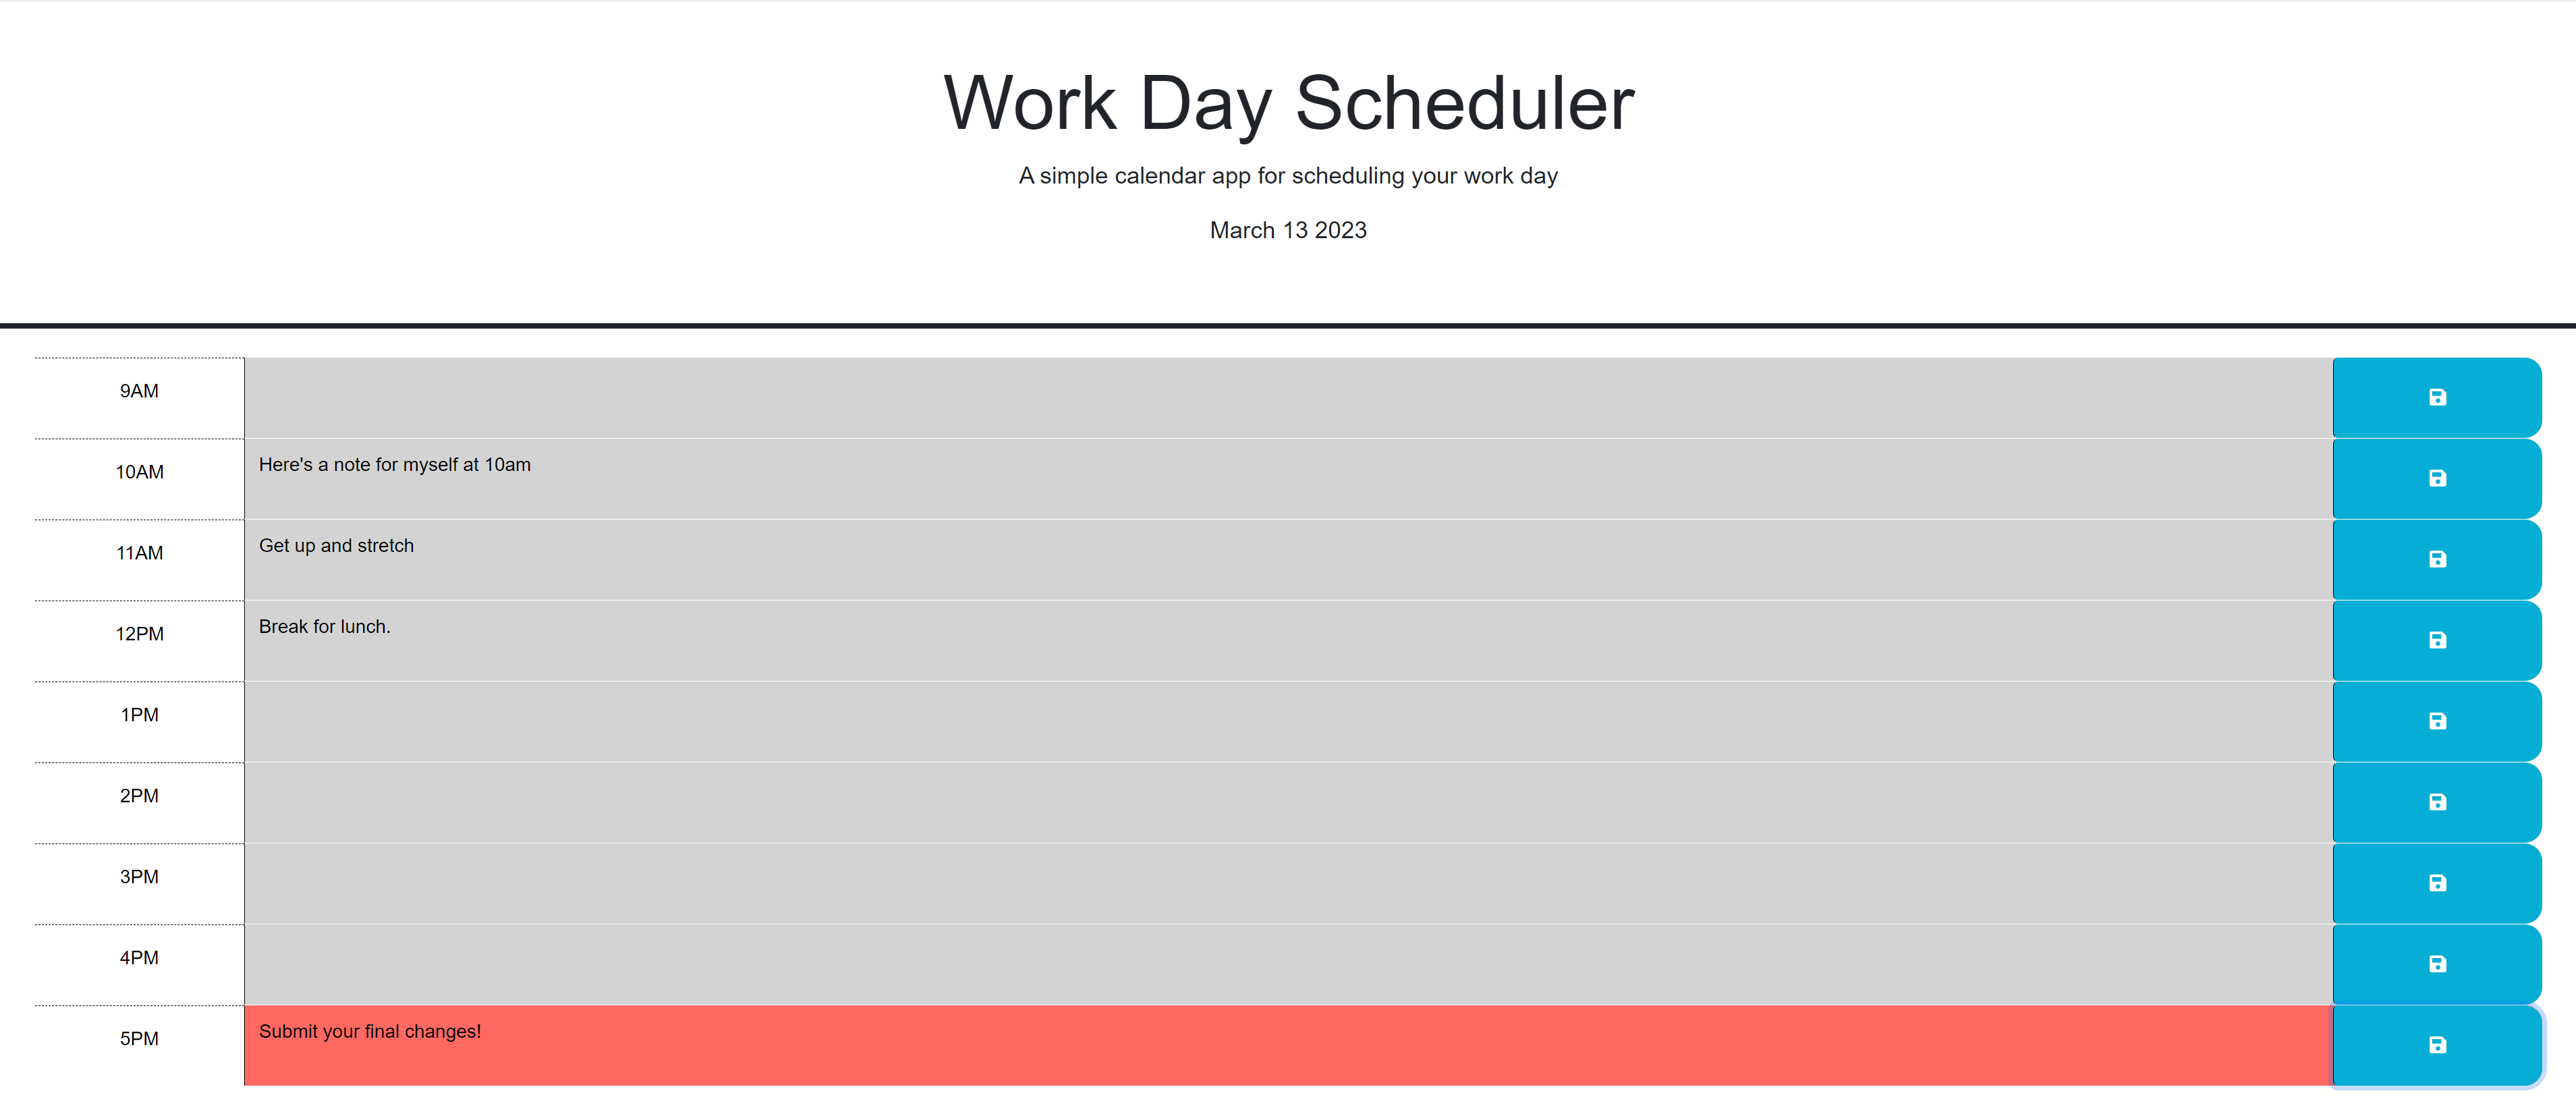 Work Day Scheduler
A simple calendar app for scheduling your work day
March 13 2023
9AM
10AM
Here's a note for myself at 10am
11AM
Get up and stretch
12PM
Break for lunch.
1PM
2PM
3PM
4PM
5PM
Submit your final changes!